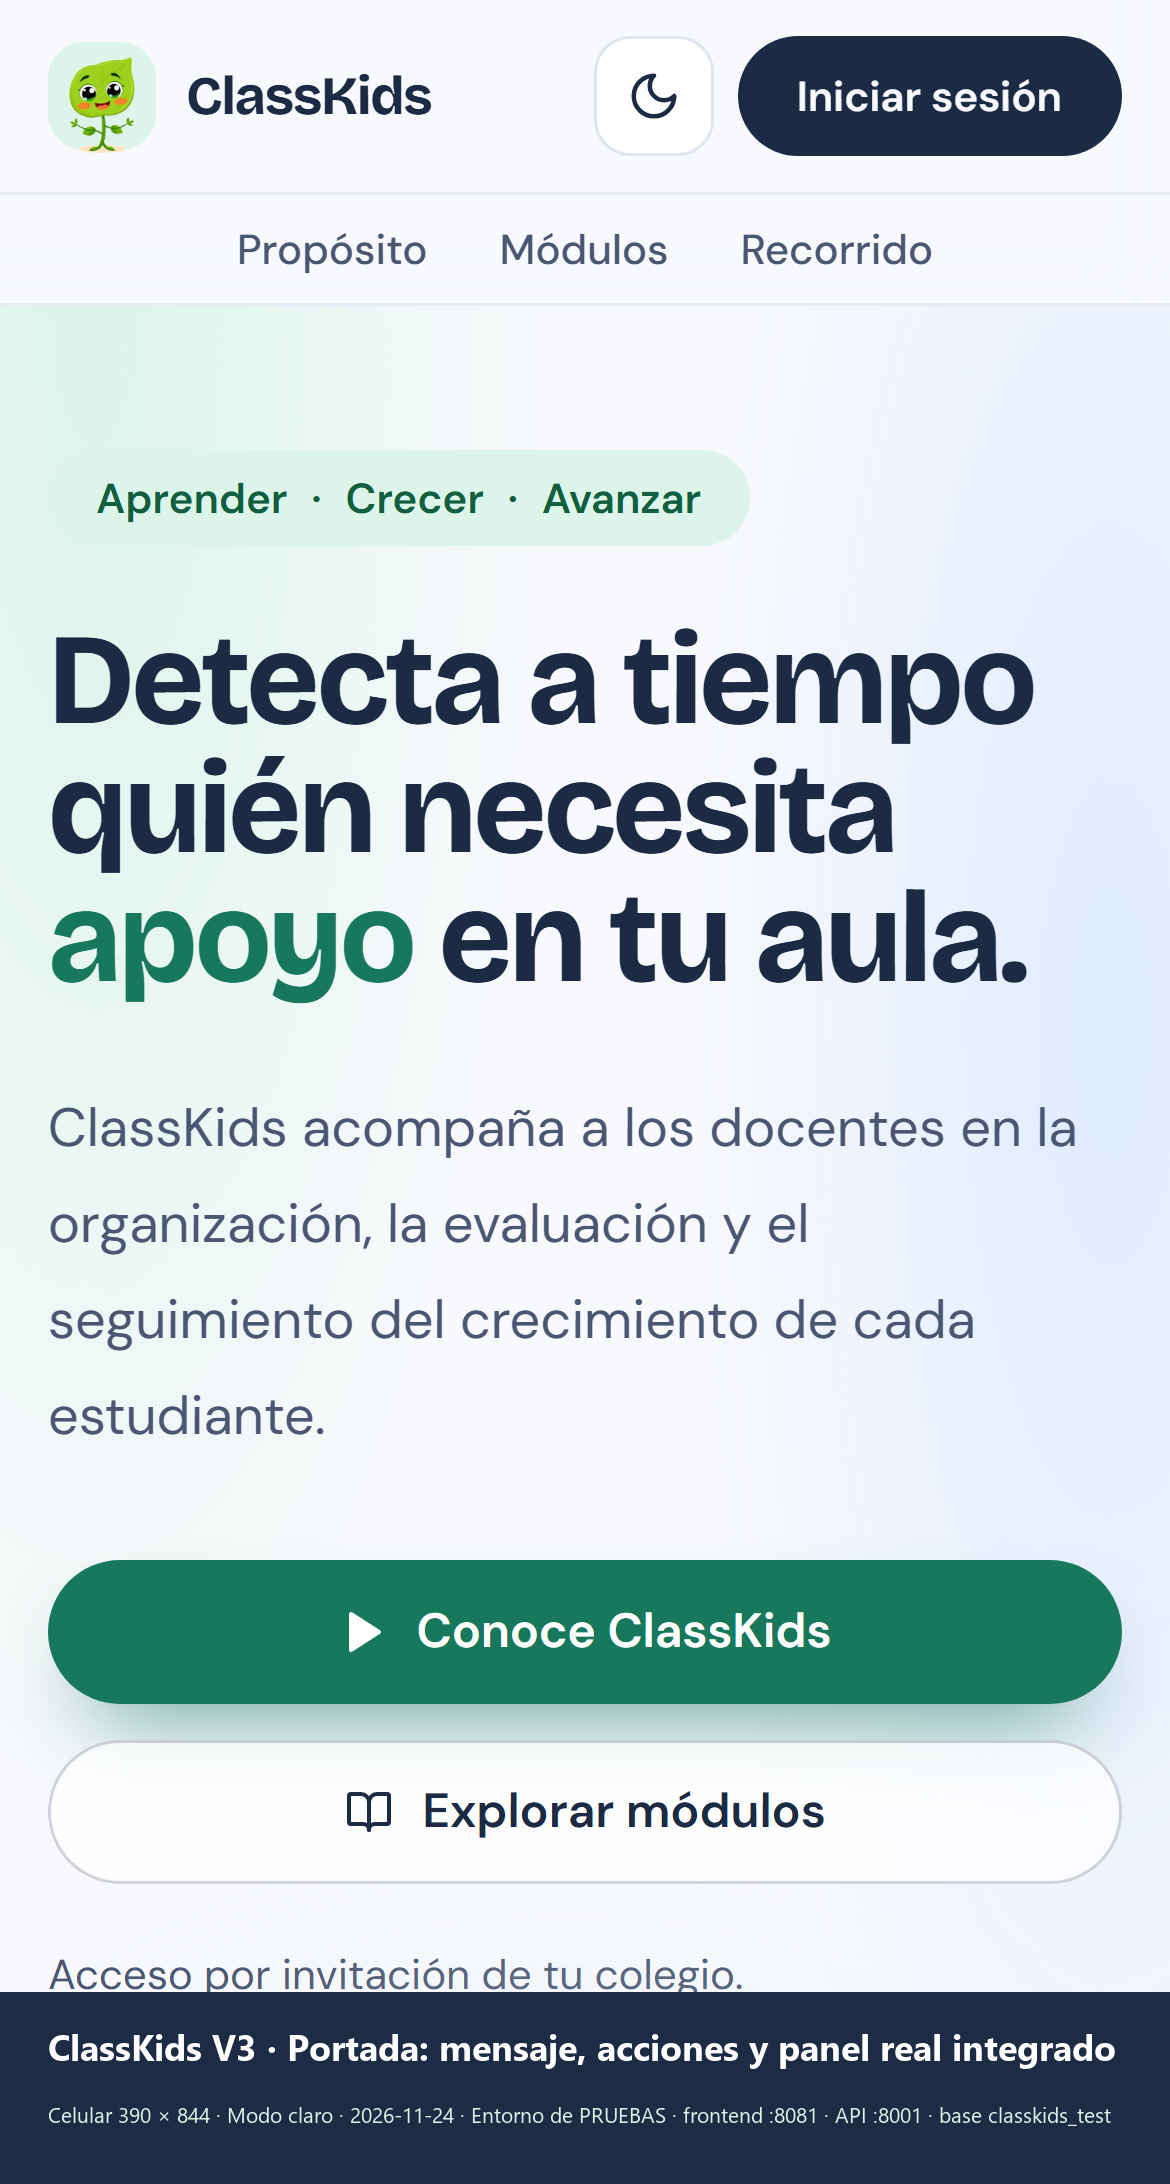 ClassKids
Iniciar sesión
Propósito Módulos Recorrido
Aprender · Crecer · Avanzar
Detecta a tiempo
quién necesita
apoyo en tu aula.
ClassKids acompaña a los docentes en la
organización, la evaluación y el
seguimiento del crecimiento de cada
estudiante.
Conoce ClassKids
Explorar módulos
Acceso por invitación de tu colegio.
ClassKids V3 · Portada: mensaje, acciones y panel real integrado
Celular 390 × 844 · Modo claro · 2026-11-24 · Entorno de PRUEBAS · frontend :8081 · API :8001 · base classkids_test